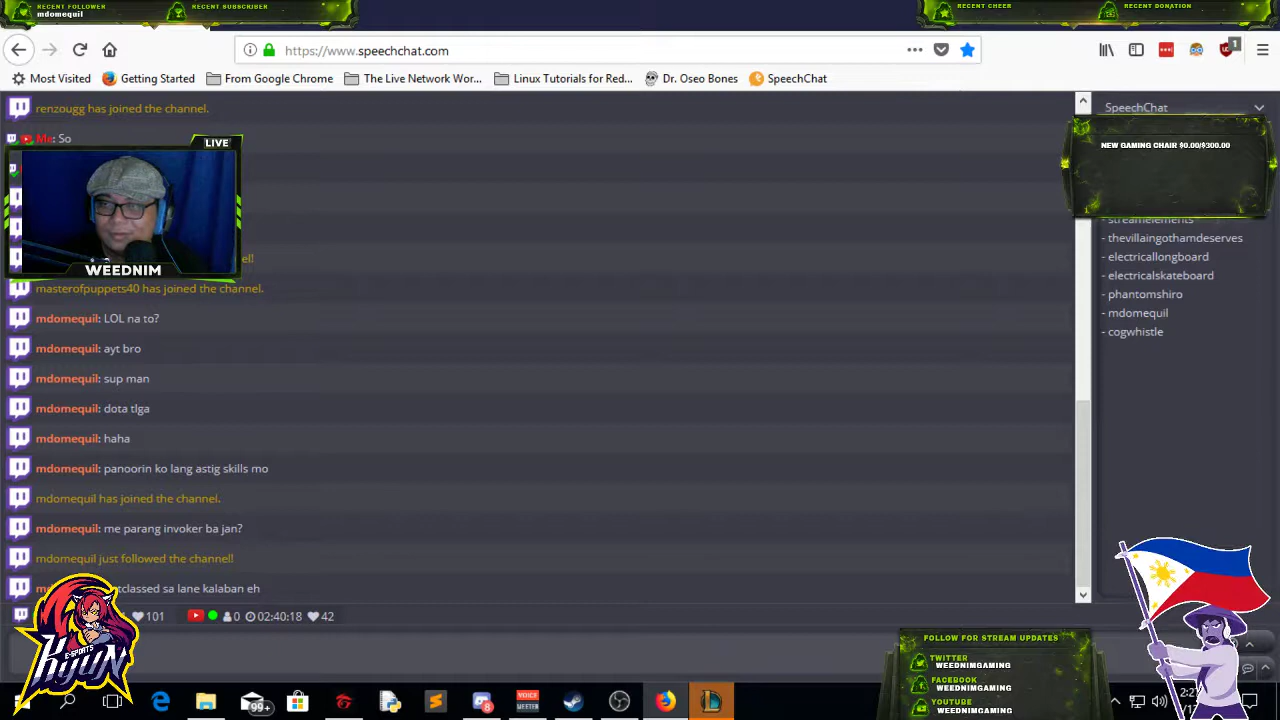 RECENT FOLLOWER
mdomequil
RECENT SUBSCRIBER
RECENT CHEER
RECENT DONATION
https://www.speechchat.com
1
Most Visited
Getting Started
From Google Chrome
The Live Network Wor...
Linux Tutorials for Red...
Dr. Oseo Bones
SpeechChat
renzougg has joined the channel.
Me: So
LIVE
WEEDNIM
masterofpuppets40 has joined the channel.
mdomequil: LOL na to?
mdomequil: ayt bro
mdomequil: sup man
mdomequil: dota tlga
mdomequil: haha
mdomequil: panoorin ko lang astig skills mo
mdomequil has joined the channel.
mdomequil: me parang invoker ba jan?
mdomequil just followed the channel!
sa lane kalaban eh
101
0
02:40:18
42
SpeechChat
NEW GAMING CHAIR $0.00/$300.00
- streamelements
- thevillaingothamdeserves
- electricallongboard
- electricalskateboard
- phantomshiro
- mdomequil
- cogwhistle
E-SPORTS
FOLLOW FOR STREAM UPDATES
TWITTER
WEEDNIMGAMING
FACEBOOK
WEEDNIMGAMING
YOUTUBE
WEEDNIMGAMING
99+
8
VOICE
MEETER